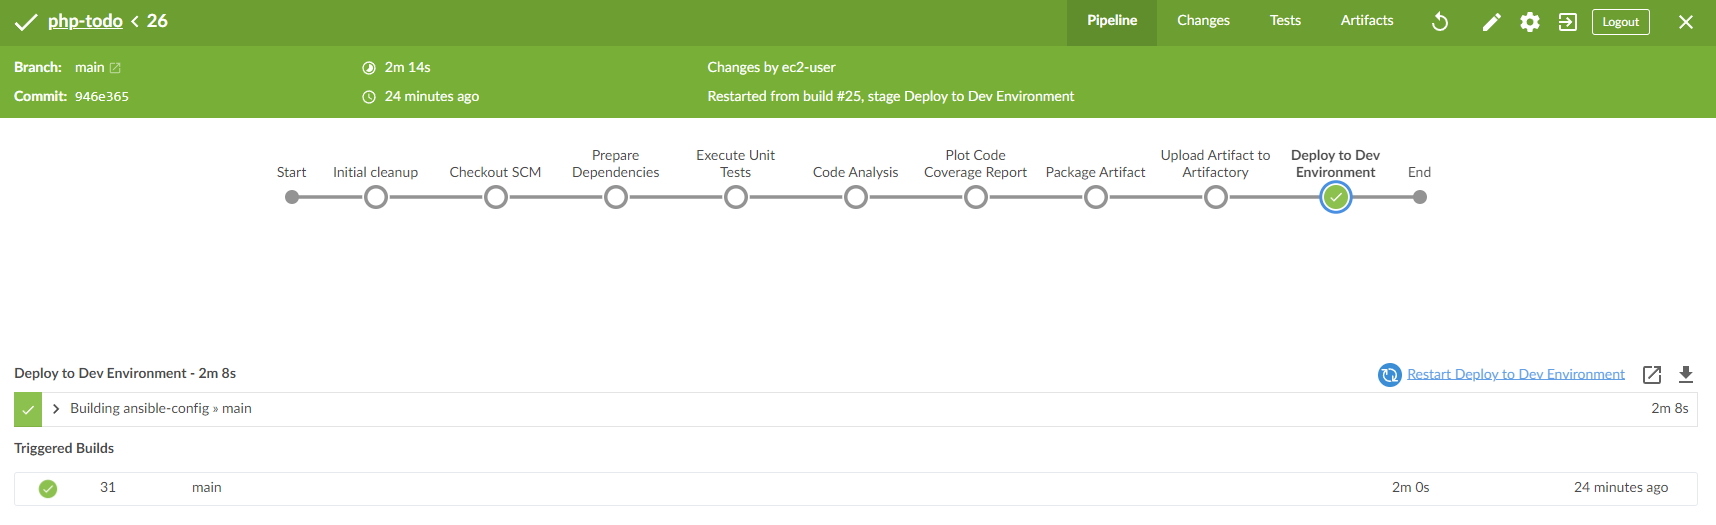 php-todo < 26
Pipeline Changes Tests Artifacts Logout
Branch: main 2m 14s Changes by ec2-user
Commit: 946e365 24 minutes ago Restarted from build #25, stage Deploy to Dev Environment
Start
Initial cleanup
Checkout SCM
Prepare
Dependencies
Execute Unit
Tests
Code Analysis
Plot Code
Coverage Report
Package Artifact
Upload Artifact to
Artifactory
Deploy to Dev
Environment
End
Deploy to Dev Environment - 2m 8s Restart Deploy to Dev Environment
Building ansible-config » main 2m 8s
Triggered Builds
31 main 2m 0s 24 minutes ago